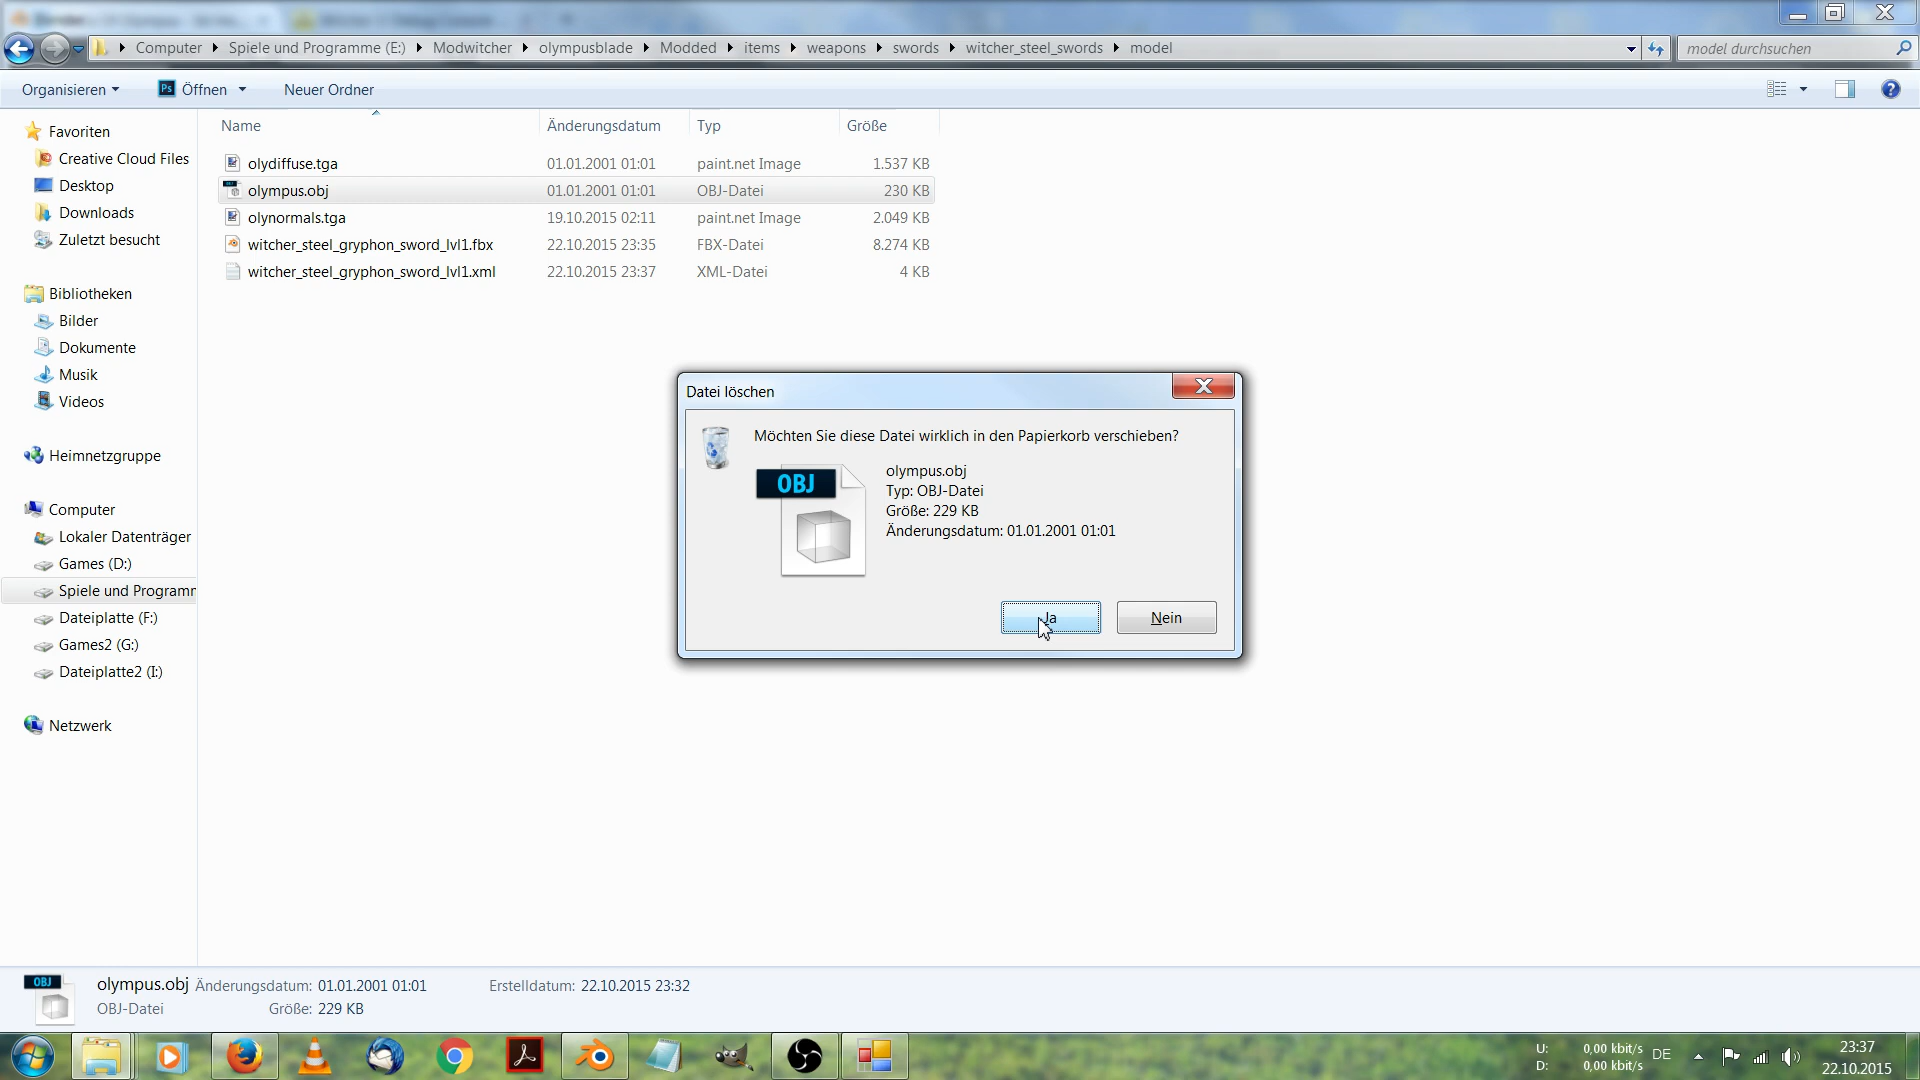 Computer ▸ Spiele und Programme (E:) ▸ Modwitcher ▸ olympusblade ▸ Modded ▸ items ▸ weapons ▸ swords ▸ witcher_steel_swords ▸ model
model durchsuchen
Organisieren Öffnen Neuer Ordner
Name Änderungsdatum Typ Größe
olydiffuse.tga 01.01.2001 01:01 paint.net Image 1.537 KB
olympus.obj 01.01.2001 01:01 OBJ-Datei 230 KB
olynormals.tga 19.10.2015 02:11 paint.net Image 2.049 KB
witcher_steel_gryphon_sword_lvl1.fbx 22.10.2015 23:35 FBX-Datei 8.274 KB
witcher_steel_gryphon_sword_lvl1.xml 22.10.2015 23:37 XML-Datei 4 KB
Favoriten
Creative Cloud Files
Desktop
Downloads
Zuletzt besucht
Bibliotheken
Bilder
Dokumente
Musik
Videos
Heimnetzgruppe
Computer
Lokaler Datenträger
Games (D:)
Spiele und Program
Dateiplatte (F:)
Games2 (G:)
Dateiplatte2 (I:)
Netzwerk
Datei löschen
Möchten Sie diese Datei wirklich in den Papierkorb verschieben?
OBJ
olympus.obj
Typ: OBJ-Datei
Größe: 229 KB
Änderungsdatum: 01.01.2001 01:01
Ja Nein
OBJ
olympus.obj Änderungsdatum: 01.01.2001 01:01 Erstelldatum: 22.10.2015 23:32
OBJ-Datei Größe: 229 KB
U: 0,00 kbit/s
D: 0,00 kbit/s
DE
23:37
22.10.2015